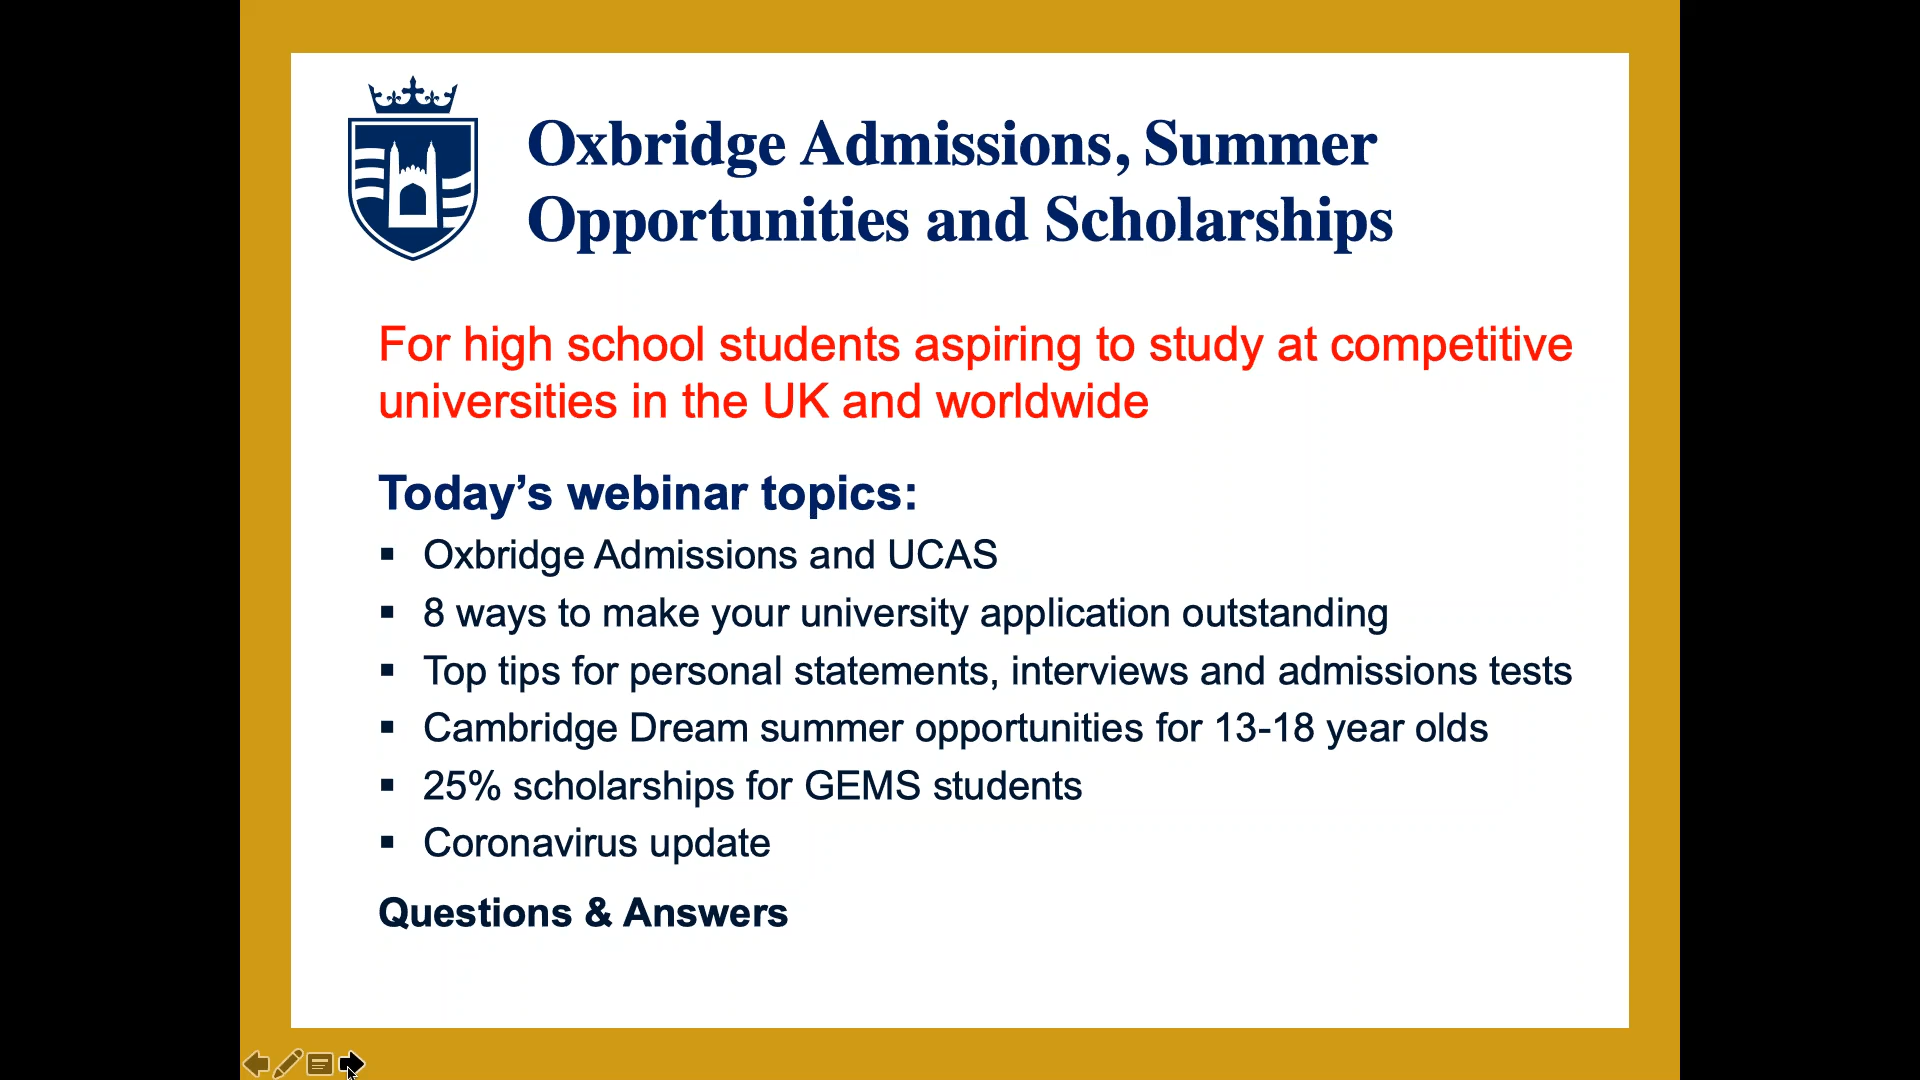 Oxbridge Admissions, Summer
Opportunities and Scholarships
For high school students aspiring to study at competitive
universities in the UK and worldwide
Today’s webinar topics:
▪ Oxbridge Admissions and UCAS
▪ 8 ways to make your university application outstanding
▪ Top tips for personal statements, interviews and admissions tests
▪ Cambridge Dream summer opportunities for 13-18 year olds
▪ 25% scholarships for GEMS students
▪ Coronavirus update
Questions & Answers